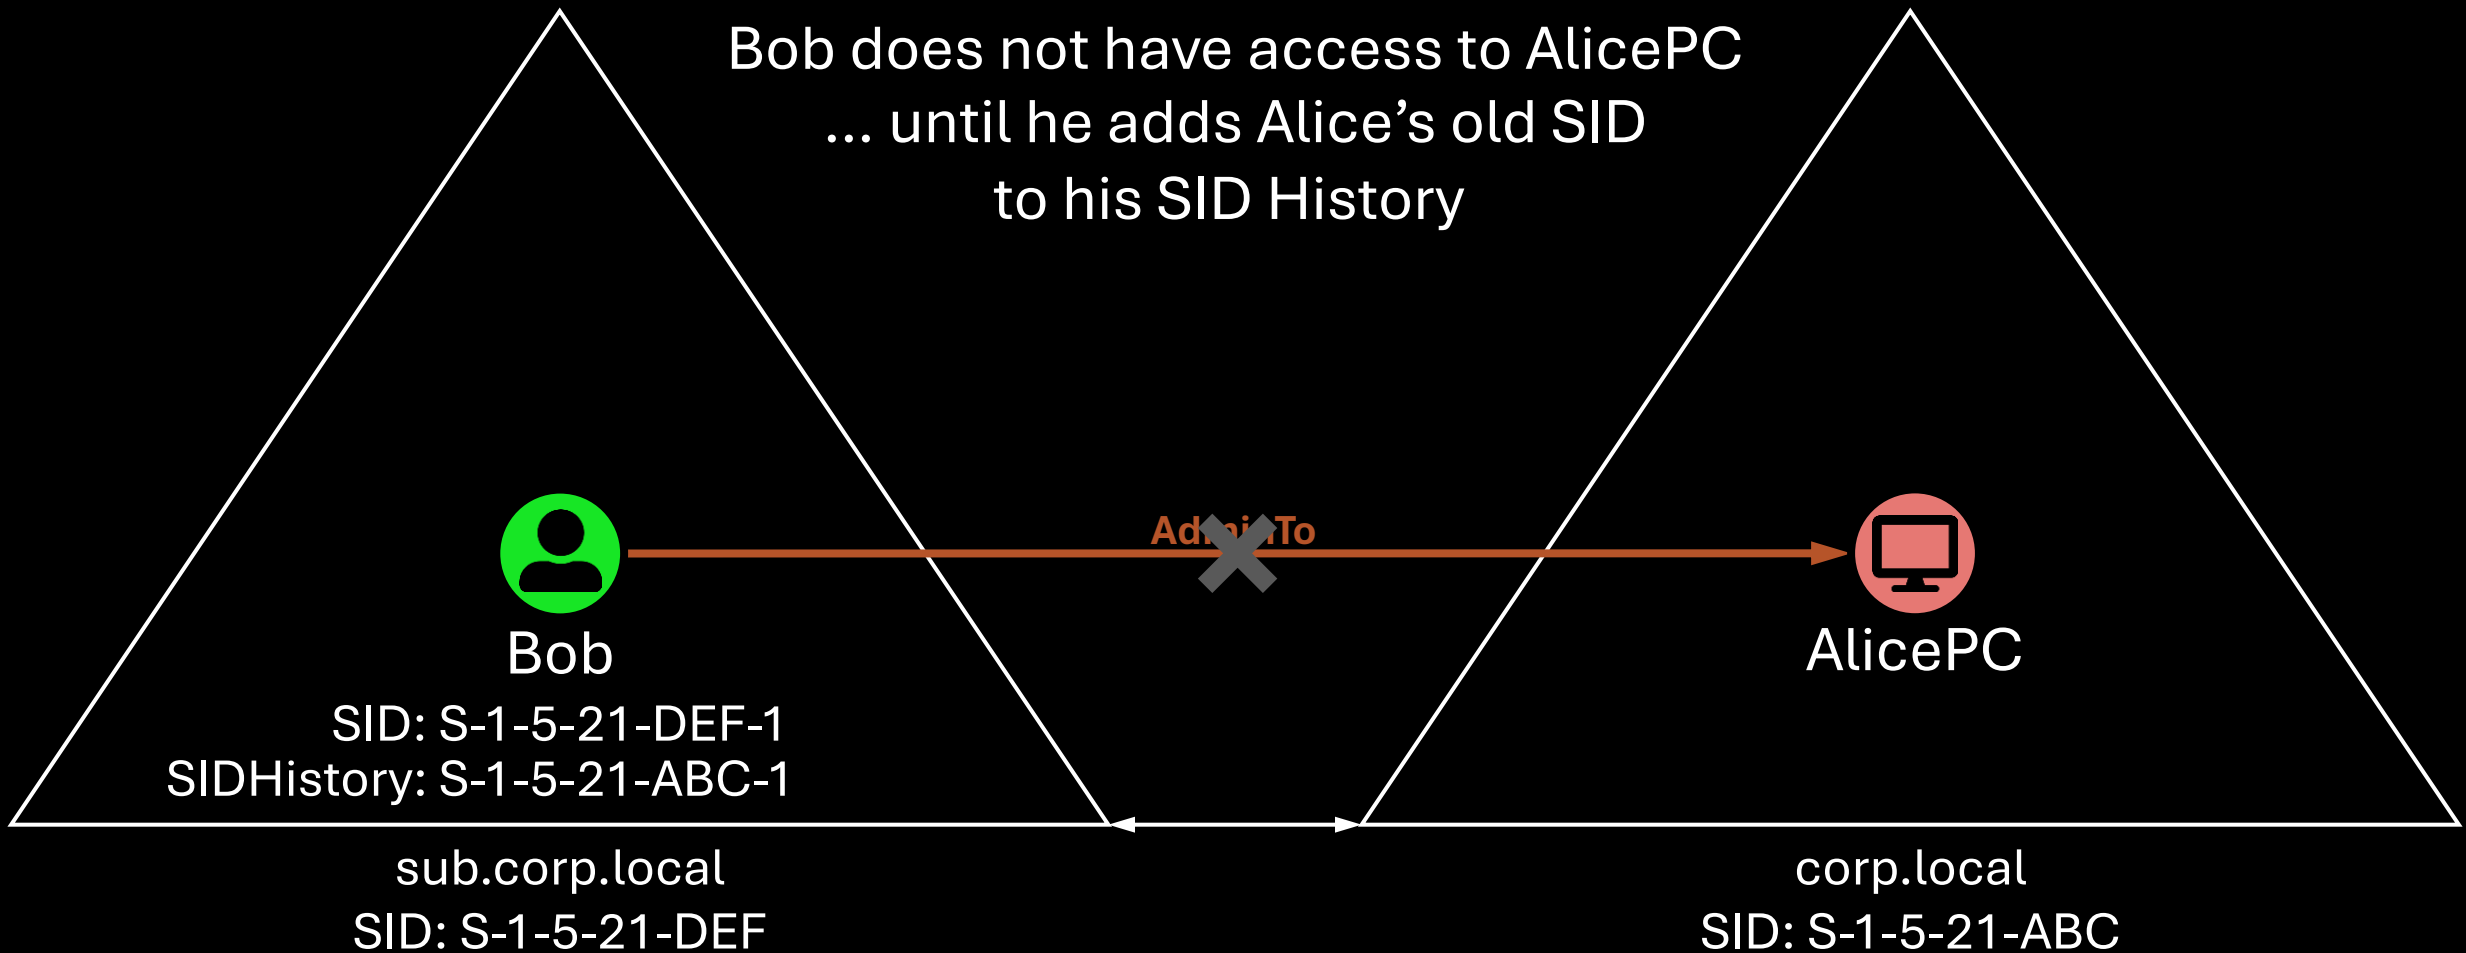 Bob does not have access to AlicePC
... until he adds Alice’s old SID
to his SID History
AdminTo
Bob
AlicePC
SID: S-1-5-21-DEF-1
SIDHistory: S-1-5-21-ABC-1
sub.corp.local
SID: S-1-5-21-DEF
corp.local
SID: S-1-5-21-ABC